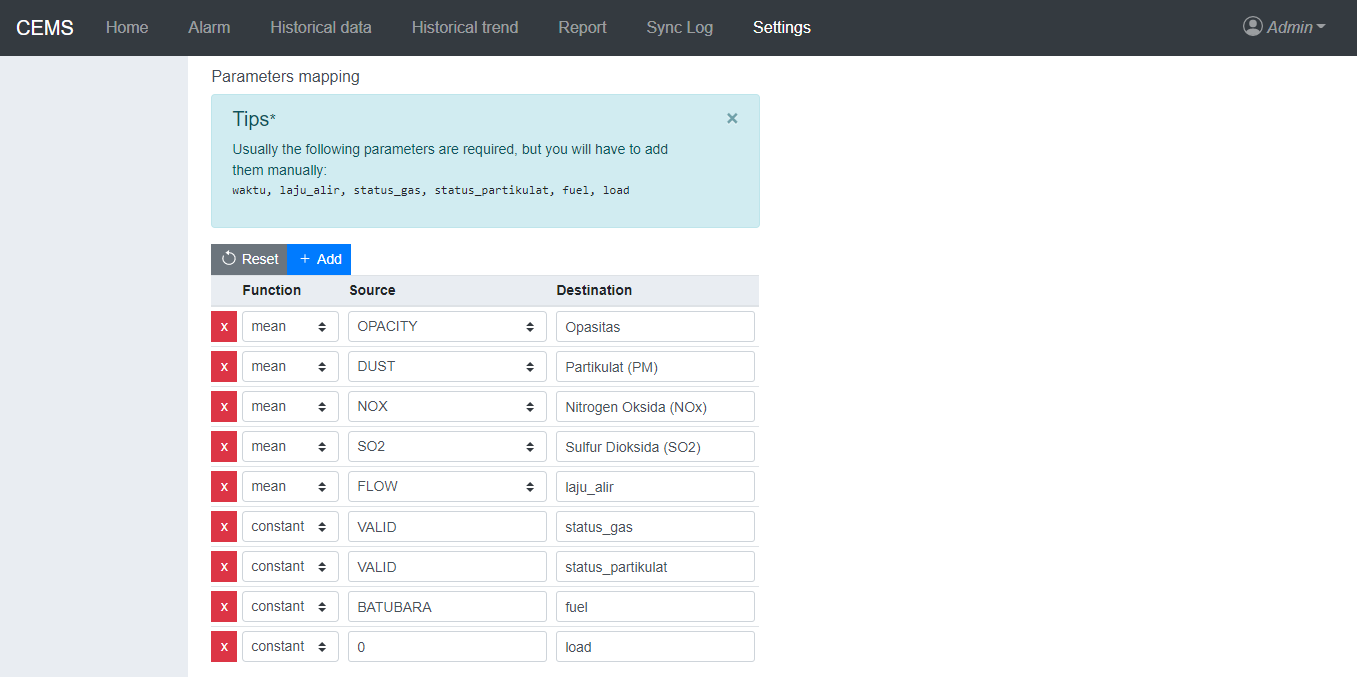 CEMS Home Alarm Historical data Historical trend Report Sync Log Settings Admin
Parameters mapping
Tips*
×
Usually the following parameters are required, but you will have to add
them manually:
waktu, laju_alir, status_gas, status_partikulat, fuel, load
Reset + Add
Function Source Destination
x mean OPACITY Opasitas
x mean DUST Partikulat (PM)
x mean NOX Nitrogen Oksida (NOx)
x mean SO2 Sulfur Dioksida (SO2)
x mean FLOW laju_alir
x constant VALID status_gas
x constant VALID status_partikulat
x constant BATUBARA fuel
x constant 0 load